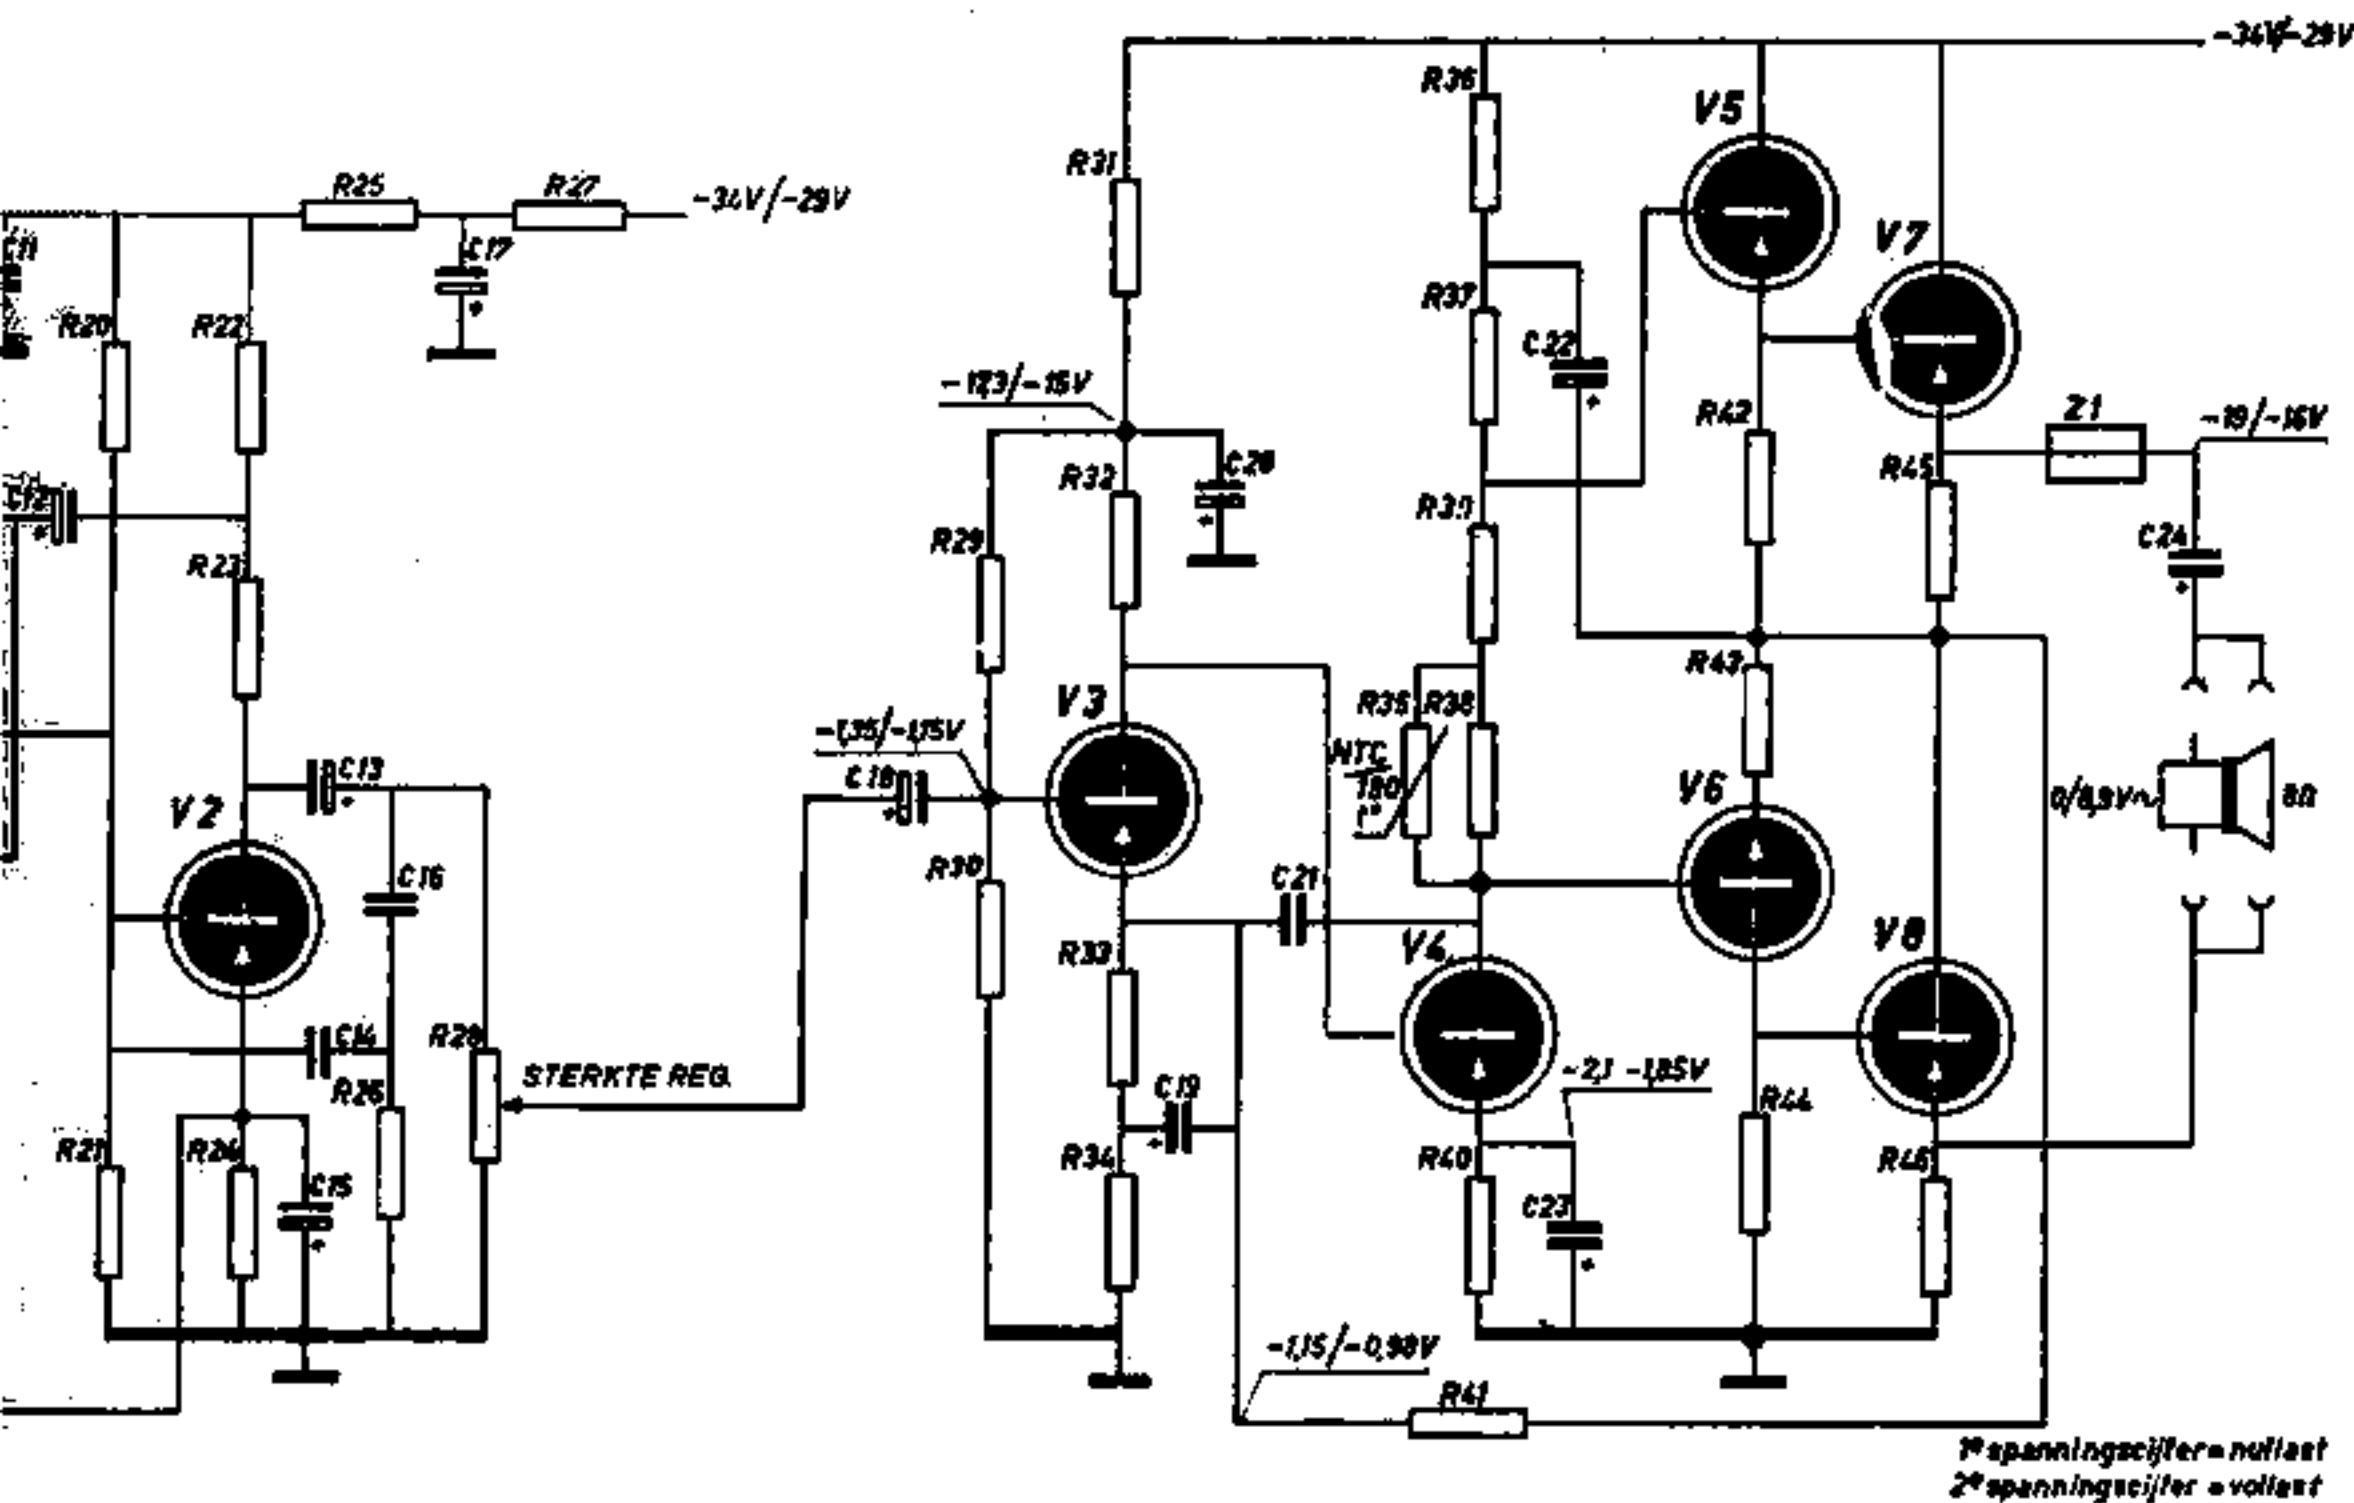 -34V/-29V
R36
V5
R31
R25
R27
-34V/-29V
C11
C17
V7
R37
R20
R22
C22
-17,3/-15V
R42
Z1
-19/-16V
R32
C20
R45
C12
R29
C24
R23
R43
V3
R35
R38
-1,35/-1,15V
NTC
C13
C18
V6
0/8,9V~
8Ω
V2
R30
C16
C21
R33
V4
V8
C14
R28
STERKTE REG.
-2,1 -1,85V
R26
C19
R44
R21
R24
R34
R40
R46
C15
C23
-1,15/-0,98V
R41
1e spanningscijfer = nullast
2e spanningscijfer = vollast